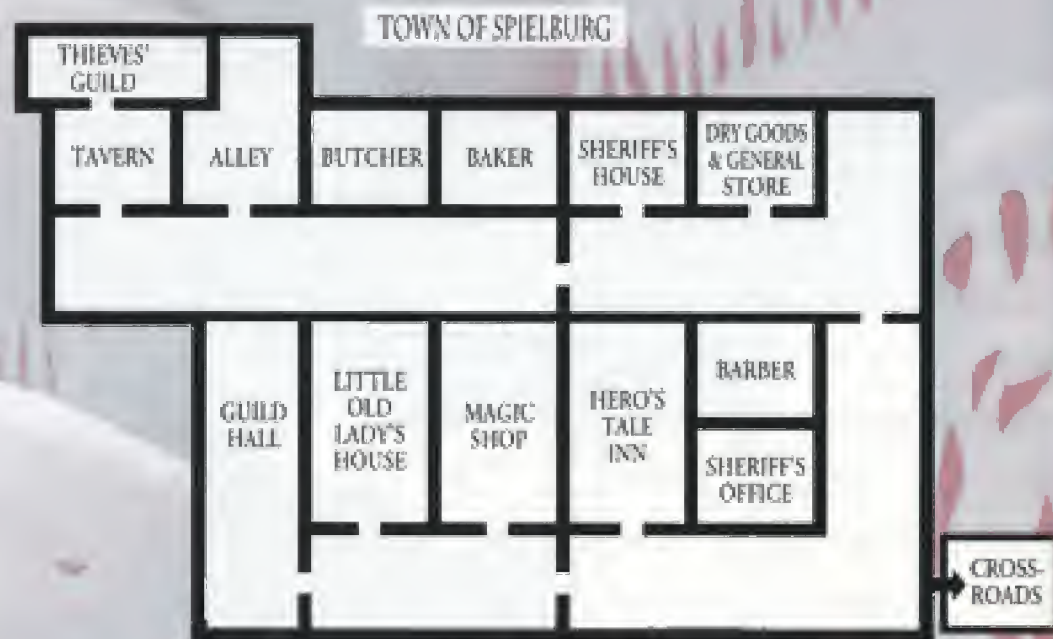 TOWN OF SPIELBURG
THIEVES'
GUILD
TAVERN
ALLEY
BUTCHER
BAKER
SHERIFF'S
HOUSE
DRY GOODS
& GENERAL
STORE
GUILD
HALL
LITTLE
OLD
LADY'S
HOUSE
MAGIC
SHOP
HERO'S
TALE
INN
BARBER
SHERIFF'S
OFFICE
CROSS-
ROADS